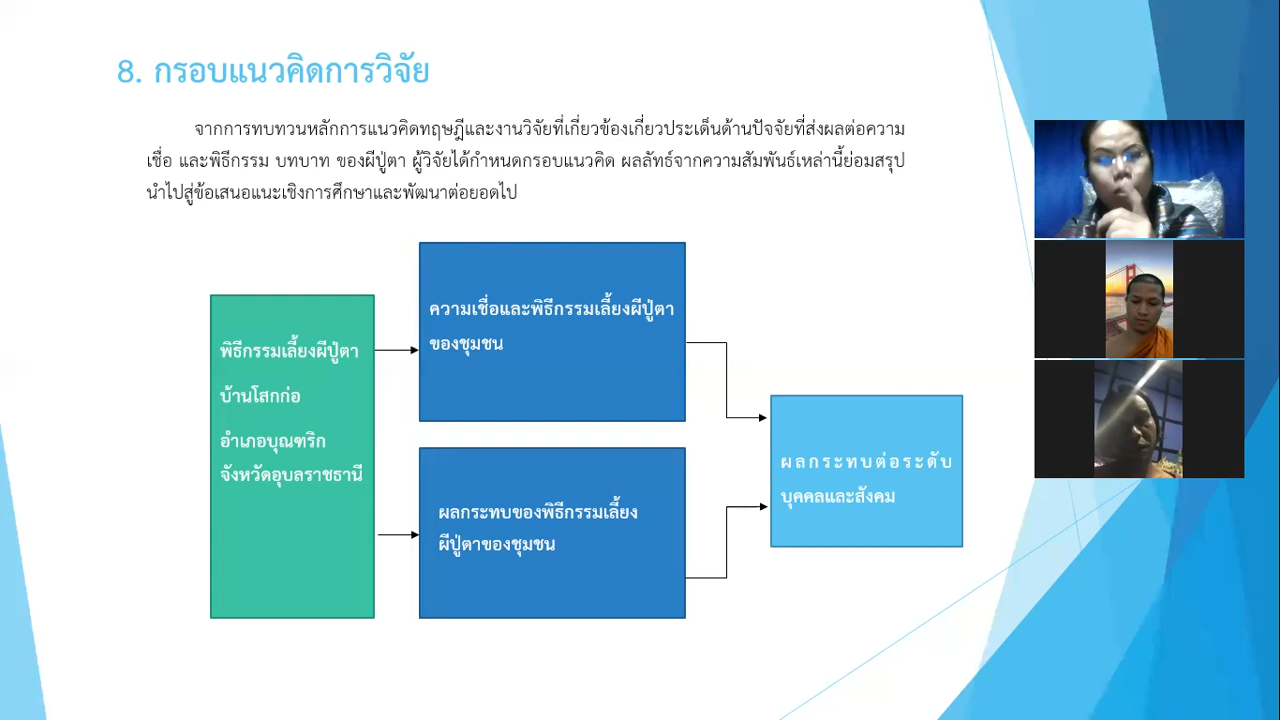 8. กรอบแนวคิดการวิจัย
จากการทบทวนหลักการแนวคิดทฤษฎีและงานวิจัยที่เกี่ยวข้องเกี่ยวประเด็นด้านปัจจัยที่ส่งผลต่อความ
เชื่อ และพิธีกรรม บทบาท ของผีปู่ตา ผู้วิจัยได้กำหนดกรอบแนวคิด ผลลัทธ์จากความสัมพันธ์เหล่านี้ย่อมสรุป
นำไปสู่ข้อเสนอแนะเชิงการศึกษาและพัฒนาต่อยอดไป
พิธีกรรมเลี้ยงผีปู่ตา
บ้านโสกก่อ
อำเภอบุณฑริก
จังหวัดอุบลราชธานี
ความเชื่อและพิธีกรรมเลี้ยงผีปู่ตา
ของชุมชน
ผลกระทบของพิธีกรรมเลี้ยง
ผีปู่ตาของชุมชน
ผลกระทบต่อระดับ
บุคคลและสังคม